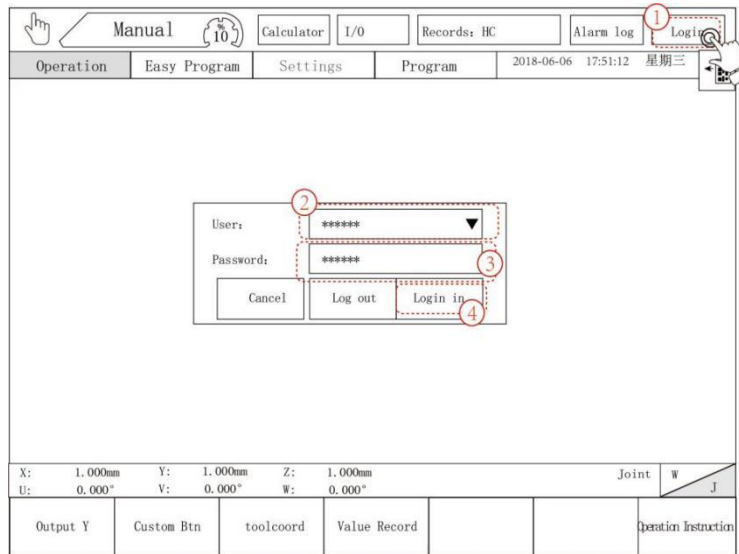 Manual % 10 Calculator I/0 Records: HC Alarm log Login
1
Operation Easy Program Settings Program 2018-06-06 17:51:12 星期三
2
User: ****** ▼
Password: ******
3
Cancel Log out Login in
4
X: 1.000mm Y: 1.000mm Z: 1.000mm Joint W
U: 0.000° V: 0.000° W: 0.000° J
Output Y Custom Btn toolcoord Value Record Operation Instruction